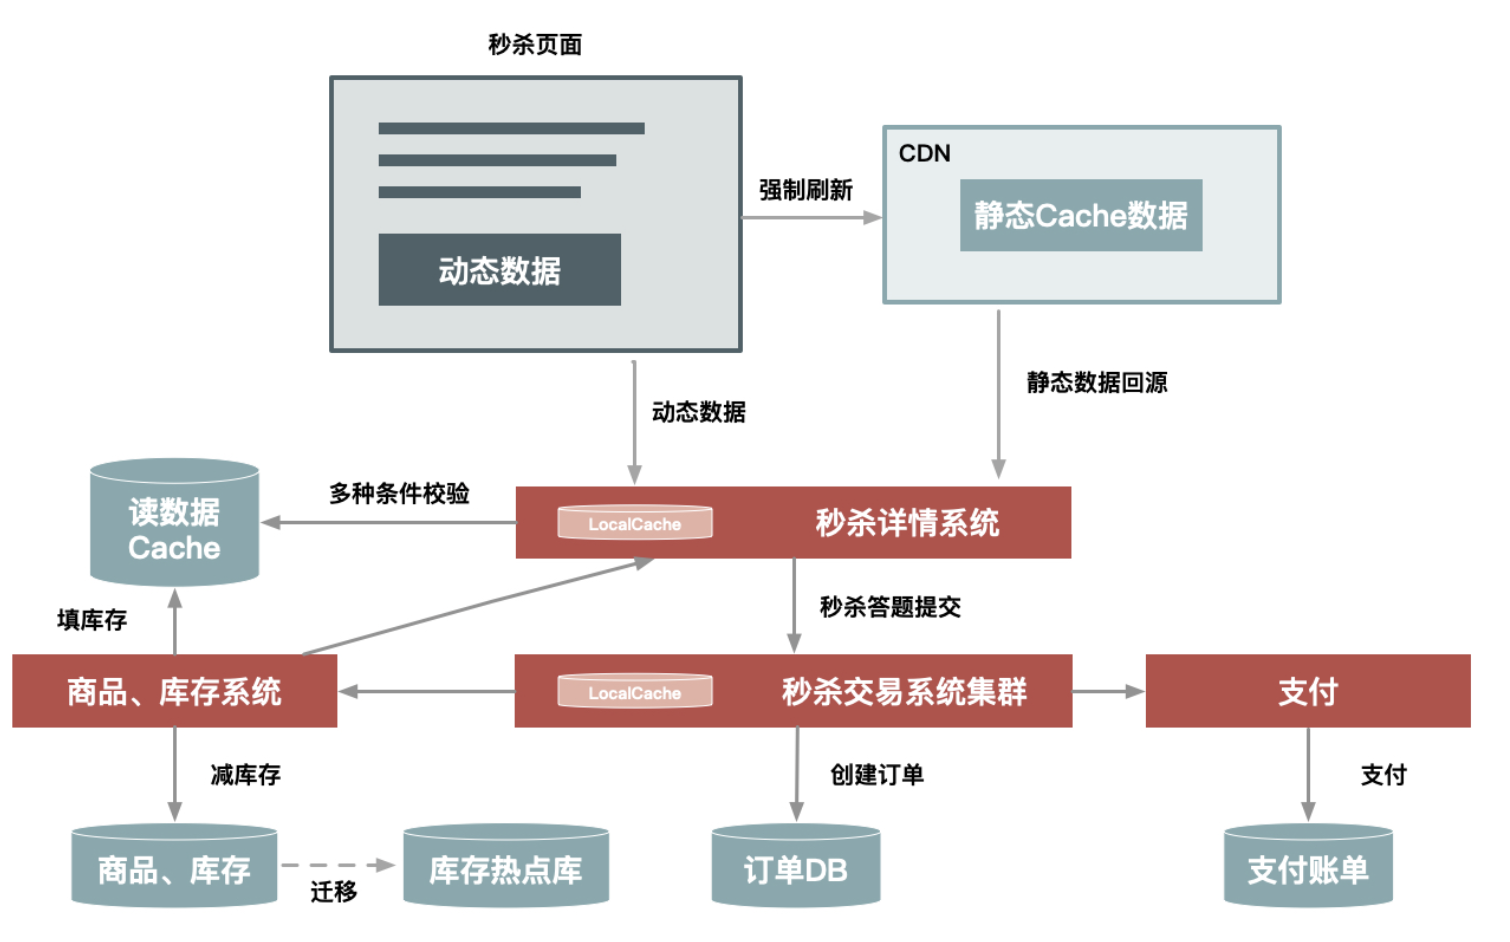 秒杀页面
CDN
强制刷新
静态Cache数据
动态数据
静态数据回源
动态数据
多种条件校验
读数据
Cache
LocalCache
秒杀详情系统
填库存
秒杀答题提交
商品、库存系统
LocalCache
秒杀交易系统集群
支付
减库存
创建订单
支付
商品、库存
迁移
库存热点库
订单DB
支付账单